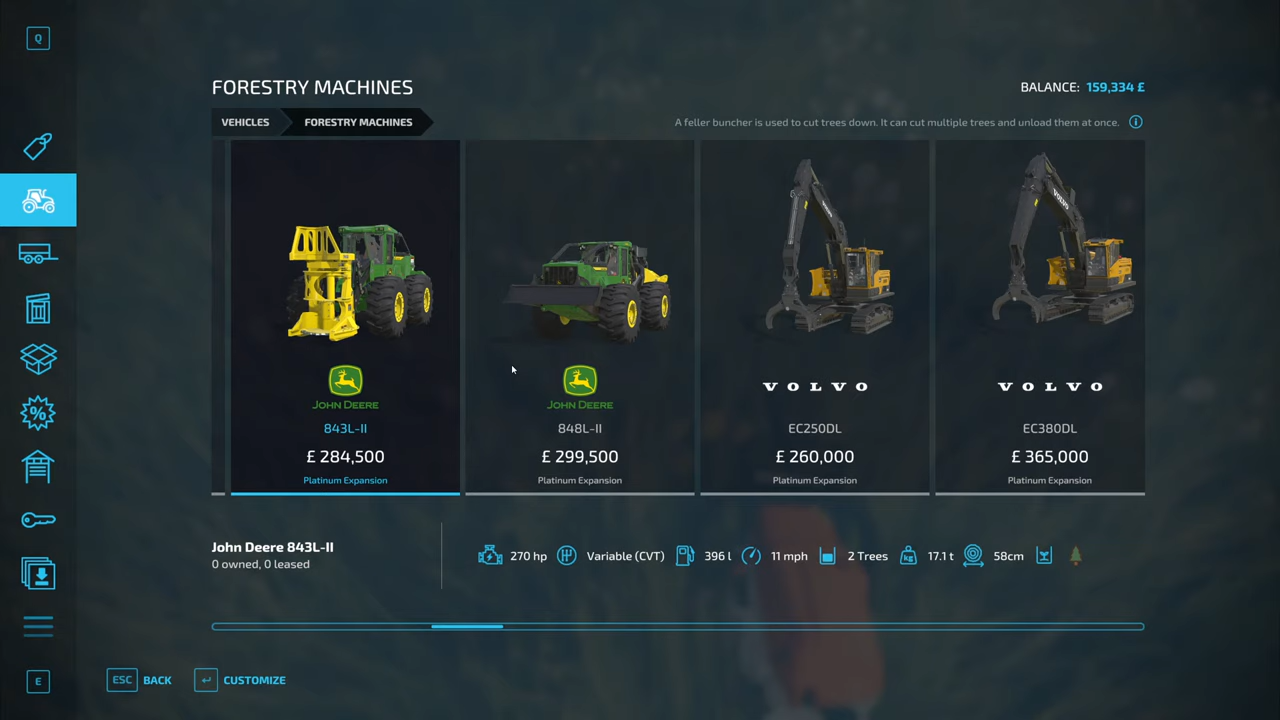 Q
FORESTRY MACHINES
BALANCE: 159,334 £
VEHICLES
FORESTRY MACHINES
A feller buncher is used to cut trees down. It can cut multiple trees and unload them at once.
JOHN DEERE
843L-II
£ 284,500
Platinum Expansion
JOHN DEERE
848L-II
£ 299,500
Platinum Expansion
VOLVO
VOLVO
EC250DL
£ 260,000
Platinum Expansion
VOLVO
VOLVO
EC380DL
£ 365,000
Platinum Expansion
John Deere 843L-II
0 owned, 0 leased
270 hp
Variable (CVT)
396 l
11 mph
2 Trees
KG
17.1 t
58cm
E
ESC BACK
CUSTOMIZE